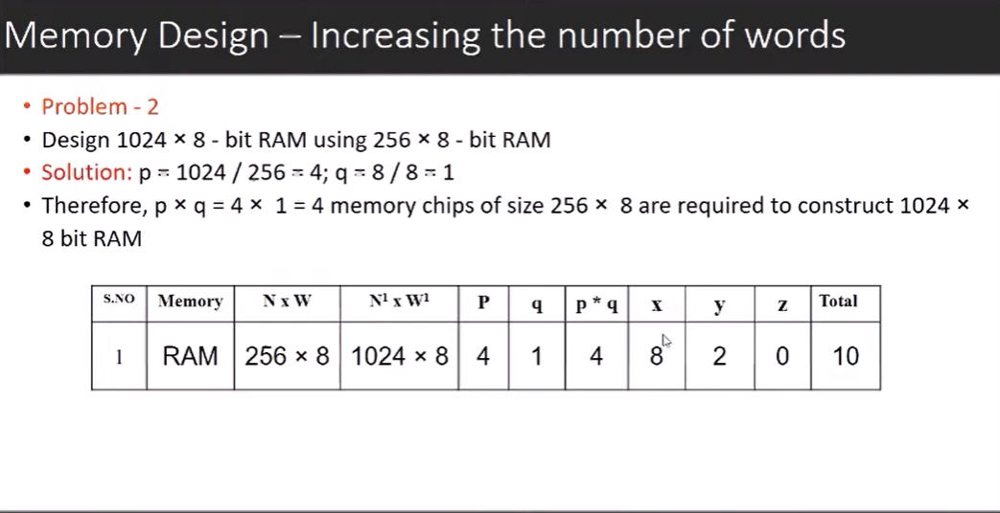 Memory Design – Increasing the number of words
• Problem - 2
• Design 1024 × 8 - bit RAM using 256 × 8 - bit RAM
• Solution: p = 1024 / 256 = 4; q = 8 / 8 = 1
• Therefore, p × q = 4 × 1 = 4 memory chips of size 256 × 8 are required to construct 1024 ×
8 bit RAM
S.NO Memory N x W N¹ x W¹ P q p * q x y z Total
1 RAM 256 × 8 1024 × 8 4 1 4 8 2 0 10